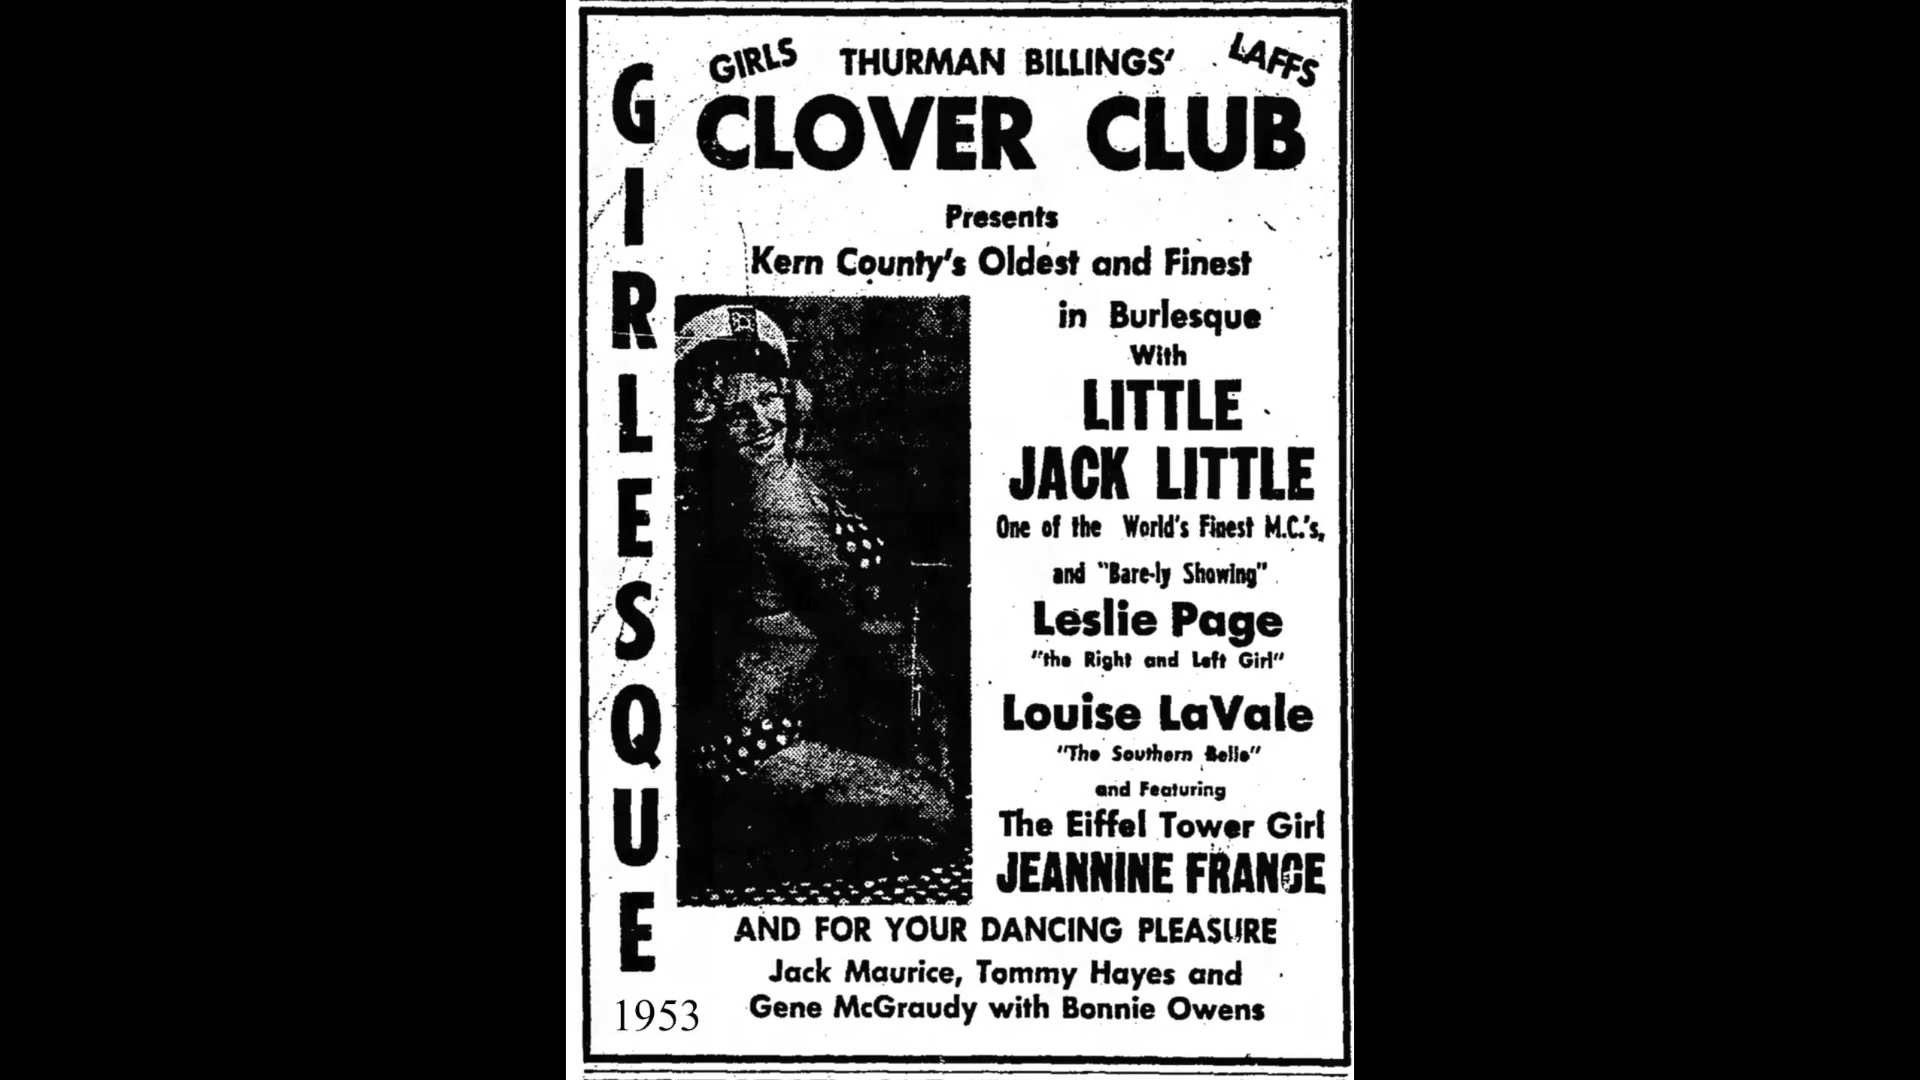 GIRLESQUE
GIRLS THURMAN BILLINGS' LAFFS
CLOVER CLUB
Presents
Kern County's Oldest and Finest
in Burlesque
With
LITTLE
JACK LITTLE
One of the World's Finest M.C.'s,
and "Bare-ly Showing"
Leslie Page
"the Right and Left Girl"
Louise LaVale
"The Southern Belle"
and Featuring
The Eiffel Tower Girl
JEANNINE FRANCE
AND FOR YOUR DANCING PLEASURE
Jack Maurice, Tommy Hayes and
Gene McGraudy with Bonnie Owens
1953